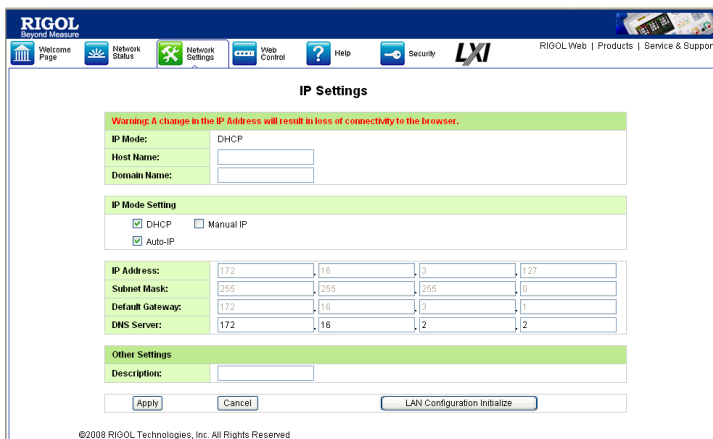 RIGOL
Beyond Measure
Welcome Page
Network Status
Network Settings
Web Control
Help
Security
LXI
RIGOL Web | Products | Service & Suppor
IP Settings
Warning: A change in the IP Address will result in loss of connectivity to the browser.
IP Mode: DHCP
Host Name:
Domain Name:
IP Mode Setting
DHCP Manual IP
Auto-IP
IP Address: 172 . 16 . 3 . 127
Subnet Mask: 255 . 255 . 255 . 0
Default Gateway: 172 . 16 . 3 . 1
DNS Server: 172 . 16 . 2 . 2
Other Settings
Description:
Apply Cancel LAN Configuration Initialize
©2008 RIGOL Technologies, Inc. All Rights Reserved